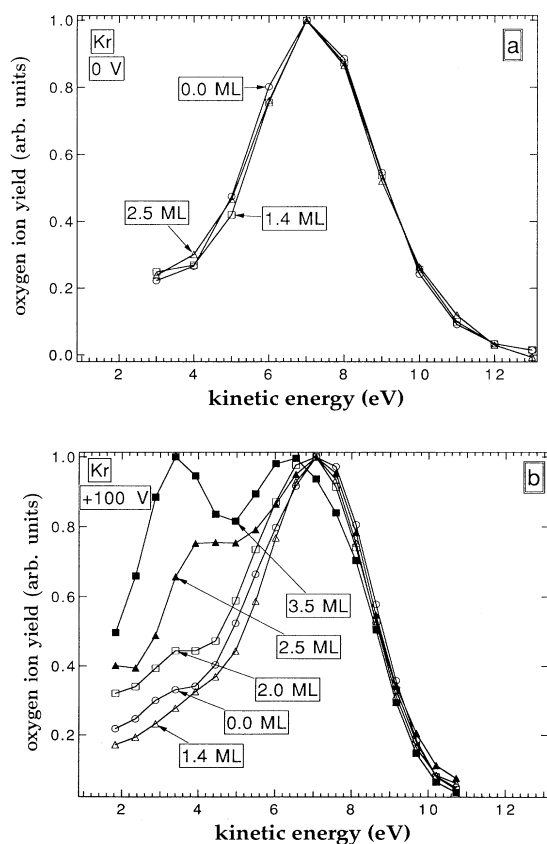 Kr
a
0 V
0.0 ML
2.5 ML
1.4 ML
oxygen ion yield (arb. units)
1.0
0.8
0.6
0.4
0.2
0.0
2 4 6 8 10 12
kinetic energy (eV)
Kr
b
+100 V
3.5 ML
2.5 ML
2.0 ML
0.0 ML
1.4 ML
oxygen ion yield (arb. units)
1.0
0.8
0.6
0.4
0.2
2 4 6 8 10 12
kinetic energy (eV)